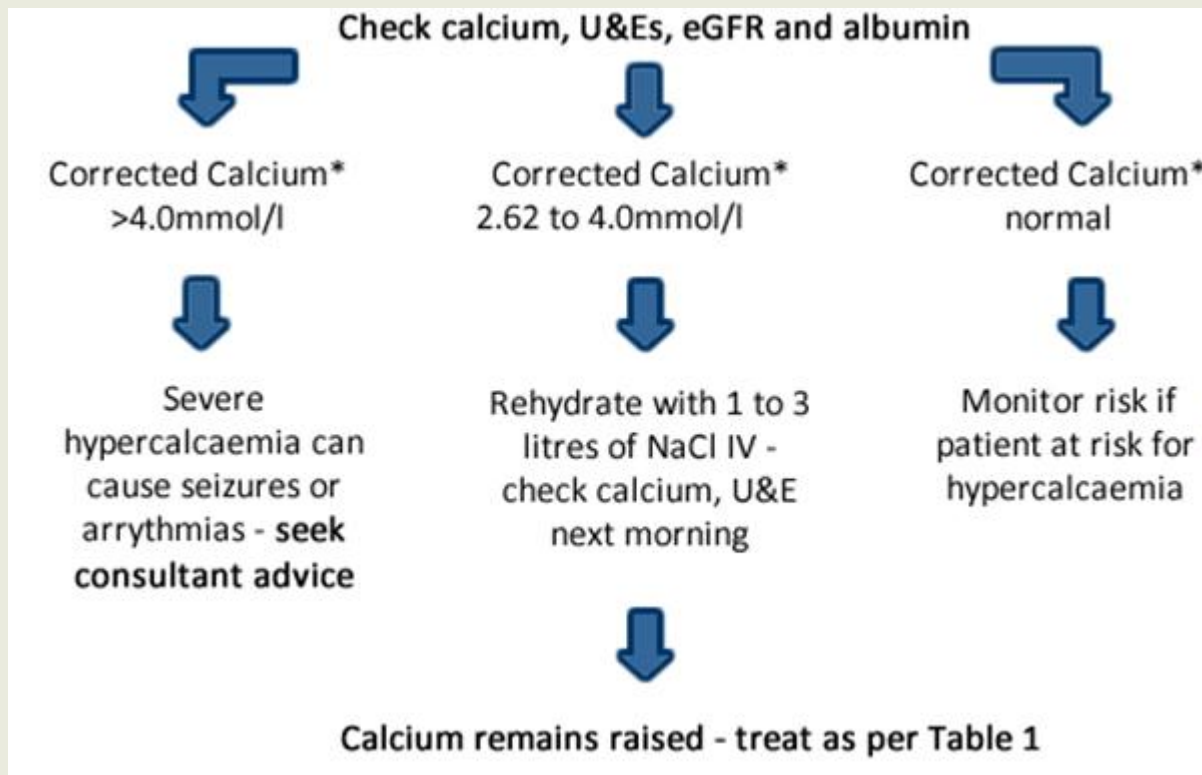 Check calcium, U&Es, eGFR and albumin
Corrected Calcium*
>4.0mmol/l
Corrected Calcium*
2.62 to 4.0mmol/l
Corrected Calcium*
normal
Severe
hypercalcaemia can
cause seizures or
arrythmias - seek
consultant advice
Rehydrate with 1 to 3
litres of NaCl IV -
check calcium, U&E
next morning
Monitor risk if
patient at risk for
hypercalcaemia
Calcium remains raised - treat as per Table 1